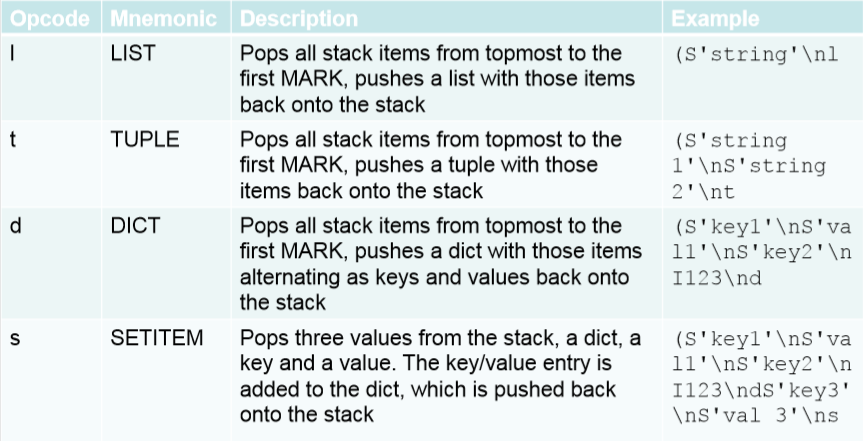 Opcode Mnemonic Description Example
l LIST Pops all stack items from topmost to the (S'string'\nl
first MARK, pushes a list with those items
back onto the stack
t TUPLE Pops all stack items from topmost to the (S'string
first MARK, pushes a tuple with those 1'\nS'string
items back onto the stack 2'\nt
d DICT Pops all stack items from topmost to the (S'key1'\nS'va
first MARK, pushes a dict with those items l1'\nS'key2'\n
alternating as keys and values back onto I123\nd
the stack
s SETITEM Pops three values from the stack, a dict, a (S'key1'\nS'va
key and a value. The key/value entry is l1'\nS'key2'\n
added to the dict, which is pushed back I123\ndS'key3'
onto the stack \nS'val 3'\ns